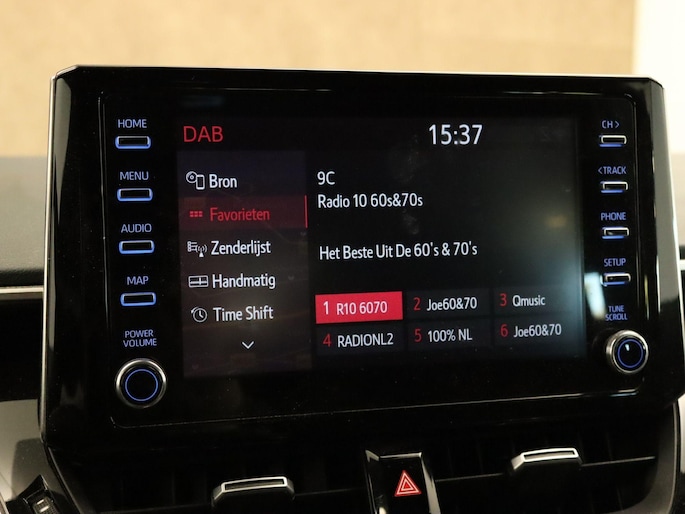 HOME
MENU
AUDIO
MAP
POWER
VOLUME
DAB
15:37
Bron
Favorieten
Zenderlijst
Handmatig
Time Shift
9C
Radio 10 60s&70s
Het Beste Uit De 60's & 70's
1 R10 6070
2 Joe60&70
3 Qmusic
4 RADIONL2
5 100% NL
6 Joe60&70
CH >
< TRACK
PHONE
SETUP
TUNE
SCROLL